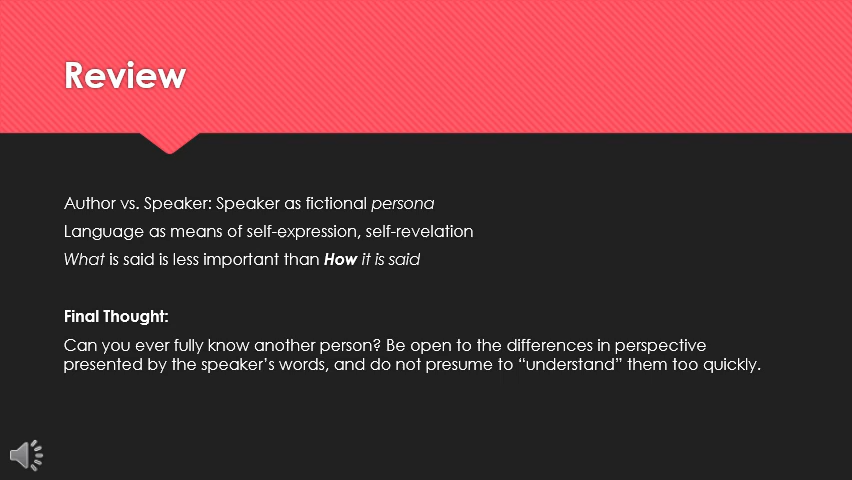 Review
Author vs. Speaker: Speaker as fictional persona
Language as means of self-expression, self-revelation
What is said is less important than How it is said
Final Thought:
Can you ever fully know another person? Be open to the differences in perspective
presented by the speaker’s words, and do not presume to “understand” them too quickly.